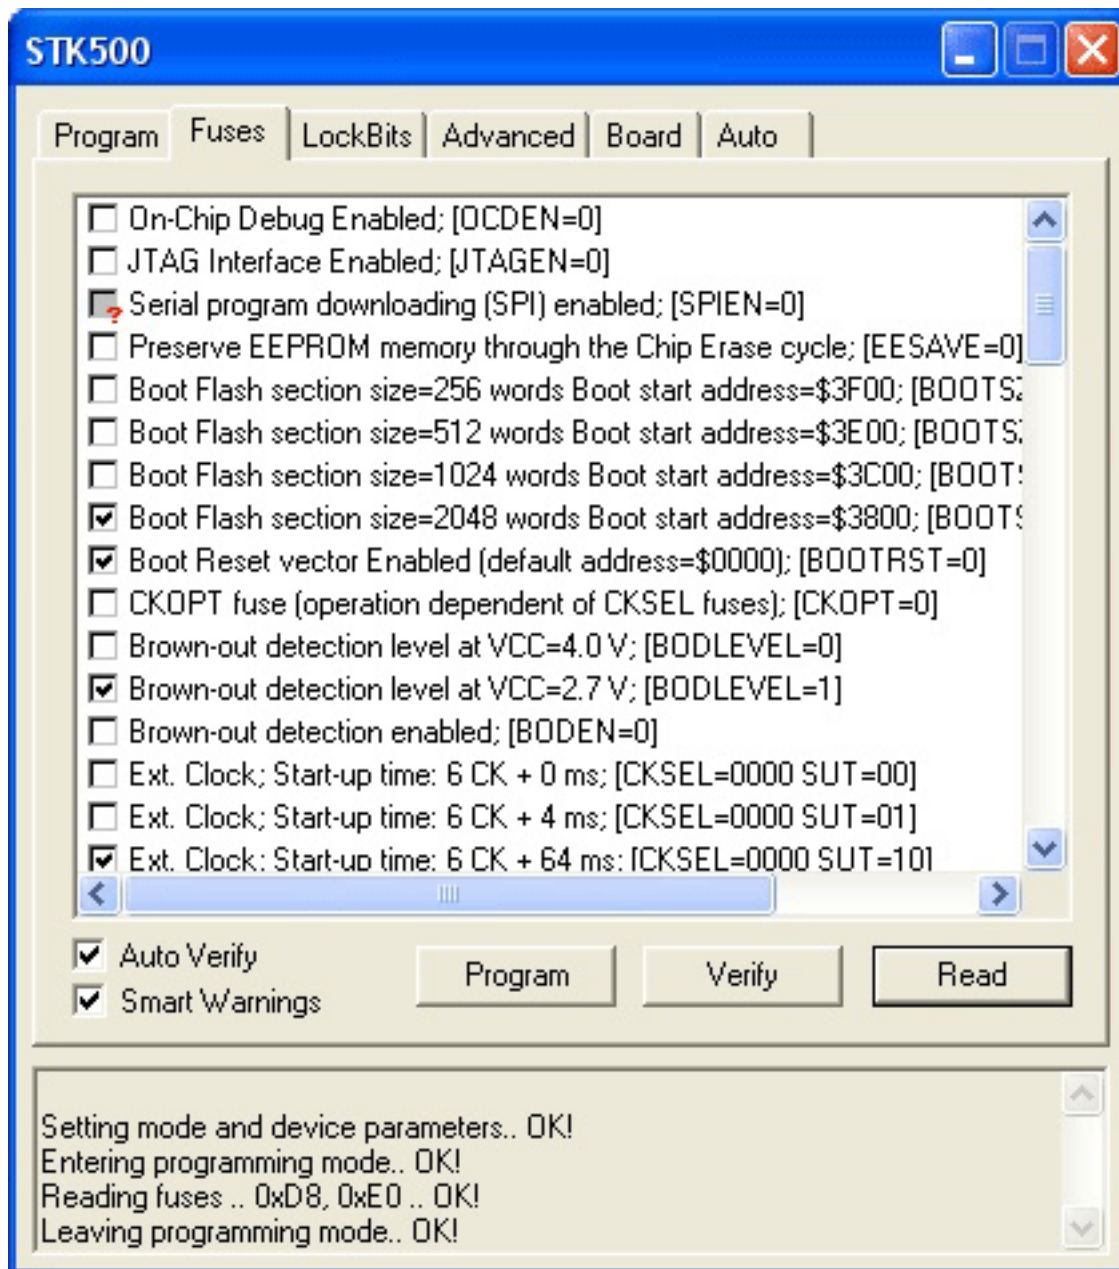 STK500
Program Fuses LockBits Advanced Board Auto
On-Chip Debug Enabled; [OCDEN=0]
JTAG Interface Enabled; [JTAGEN=0]
? Serial program downloading (SPI) enabled; [SPIEN=0]
Preserve EEPROM memory through the Chip Erase cycle; [EESAVE=0]
Boot Flash section size=256 words Boot start address=$3F00; [BOOTSZ
Boot Flash section size=512 words Boot start address=$3E00; [BOOTS
Boot Flash section size=1024 words Boot start address=$3C00; [BOOT
Boot Flash section size=2048 words Boot start address=$3800; [BOOT
Boot Reset vector Enabled (default address=$0000); [BOOTRST=0]
CKOPT fuse (operation dependent of CKSEL fuses); [CKOPT=0]
Brown-out detection level at VCC=4.0 V; [BODLEVEL=0]
Brown-out detection level at VCC=2.7 V; [BODLEVEL=1]
Brown-out detection enabled; [BODEN=0]
Ext. Clock; Start-up time: 6 CK + 0 ms; [CKSEL=0000 SUT=00]
Ext. Clock; Start-up time: 6 CK + 4 ms; [CKSEL=0000 SUT=01]
Ext. Clock; Start-up time: 6 CK + 64 ms; [CKSEL=0000 SUT=10]
Auto Verify
Smart Warnings
Program Verify Read
Setting mode and device parameters.. OK!
Entering programming mode.. OK!
Reading fuses .. 0xD8, 0xE0 .. OK!
Leaving programming mode.. OK!